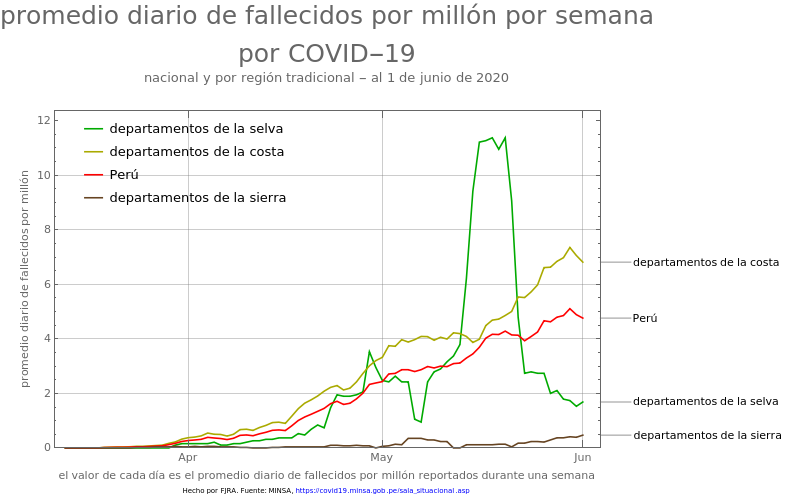 promedio diario de fallecidos por millón por semana
por COVID−19
nacional y por región tradicional − al 1 de junio de 2020
promedio diario de fallecidos por millón
12
10
8
6
4
2
0
departamentos de la selva
departamentos de la costa
Perú
departamentos de la sierra
departamentos de la costa
Perú
departamentos de la selva
departamentos de la sierra
Apr
May
Jun
el valor de cada día es el promedio diario de fallecidos por millón reportados durante una semana
Hecho por FJRA. Fuente: MINSA, https://covid19.minsa.gob.pe/sala_situacional.asp